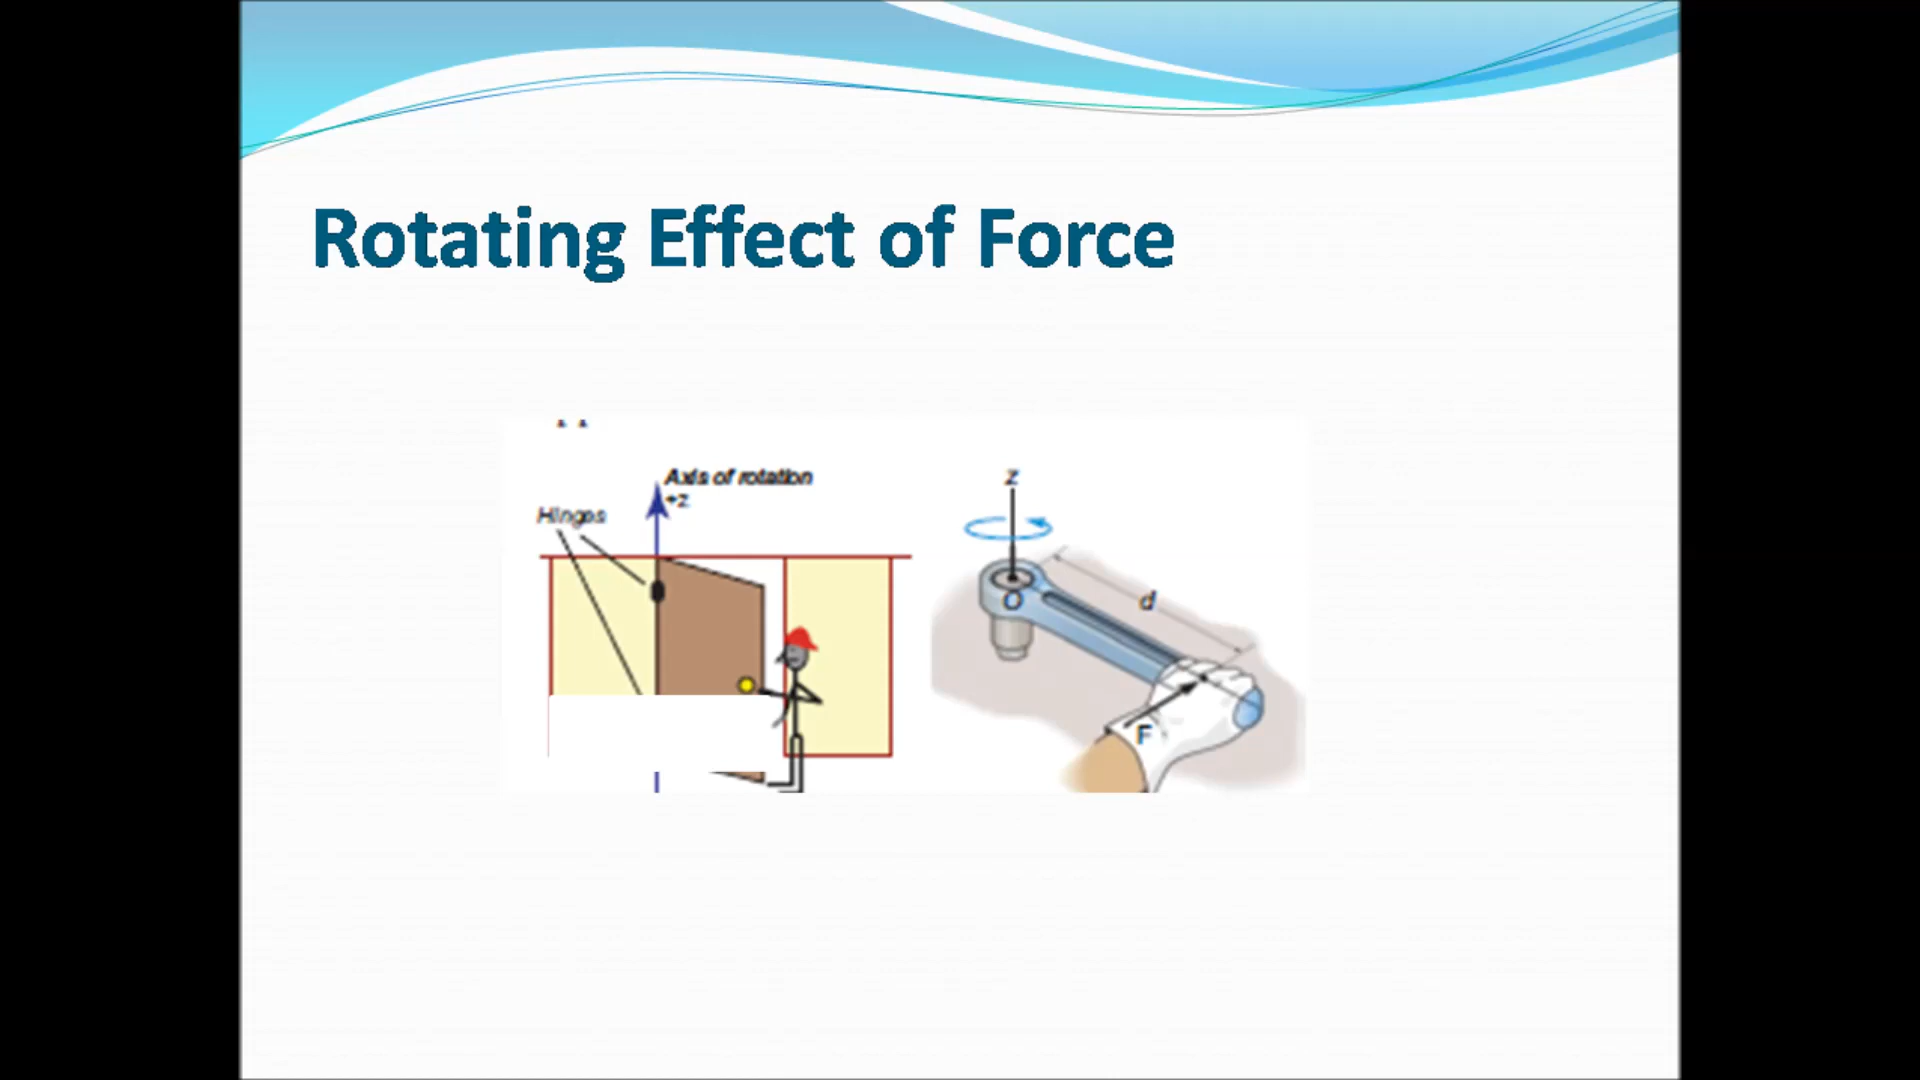 Rotating Effect of Force
Axis of rotation
+z
Hinges
z
O
d
F